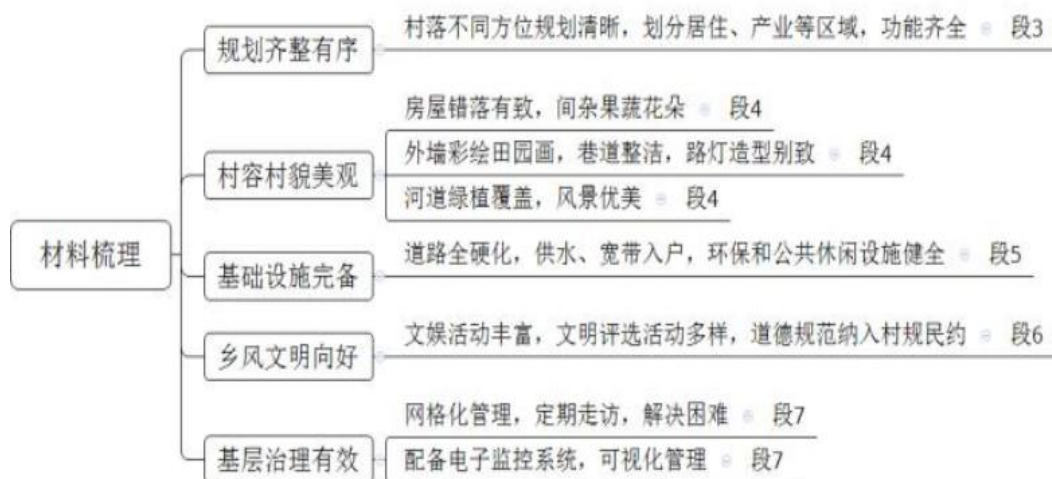 材料梳理
规划齐整有序
村落不同方位规划清晰，划分居住、产业等区域，功能齐全 段3
村容村貌美观
房屋错落有致，间杂果蔬花朵 段4
外墙彩绘田园画，巷道整洁，路灯造型别致 段4
河道绿植覆盖，风景优美 段4
基础设施完备
道路全硬化，供水、宽带入户，环保和公共休闲设施健全 段5
乡风文明向好
文娱活动丰富，文明评选活动多样，道德规范纳入村规民约 段6
基层治理有效
网格化管理，定期走访，解决困难 段7
配备电子监控系统，可视化管理 段7